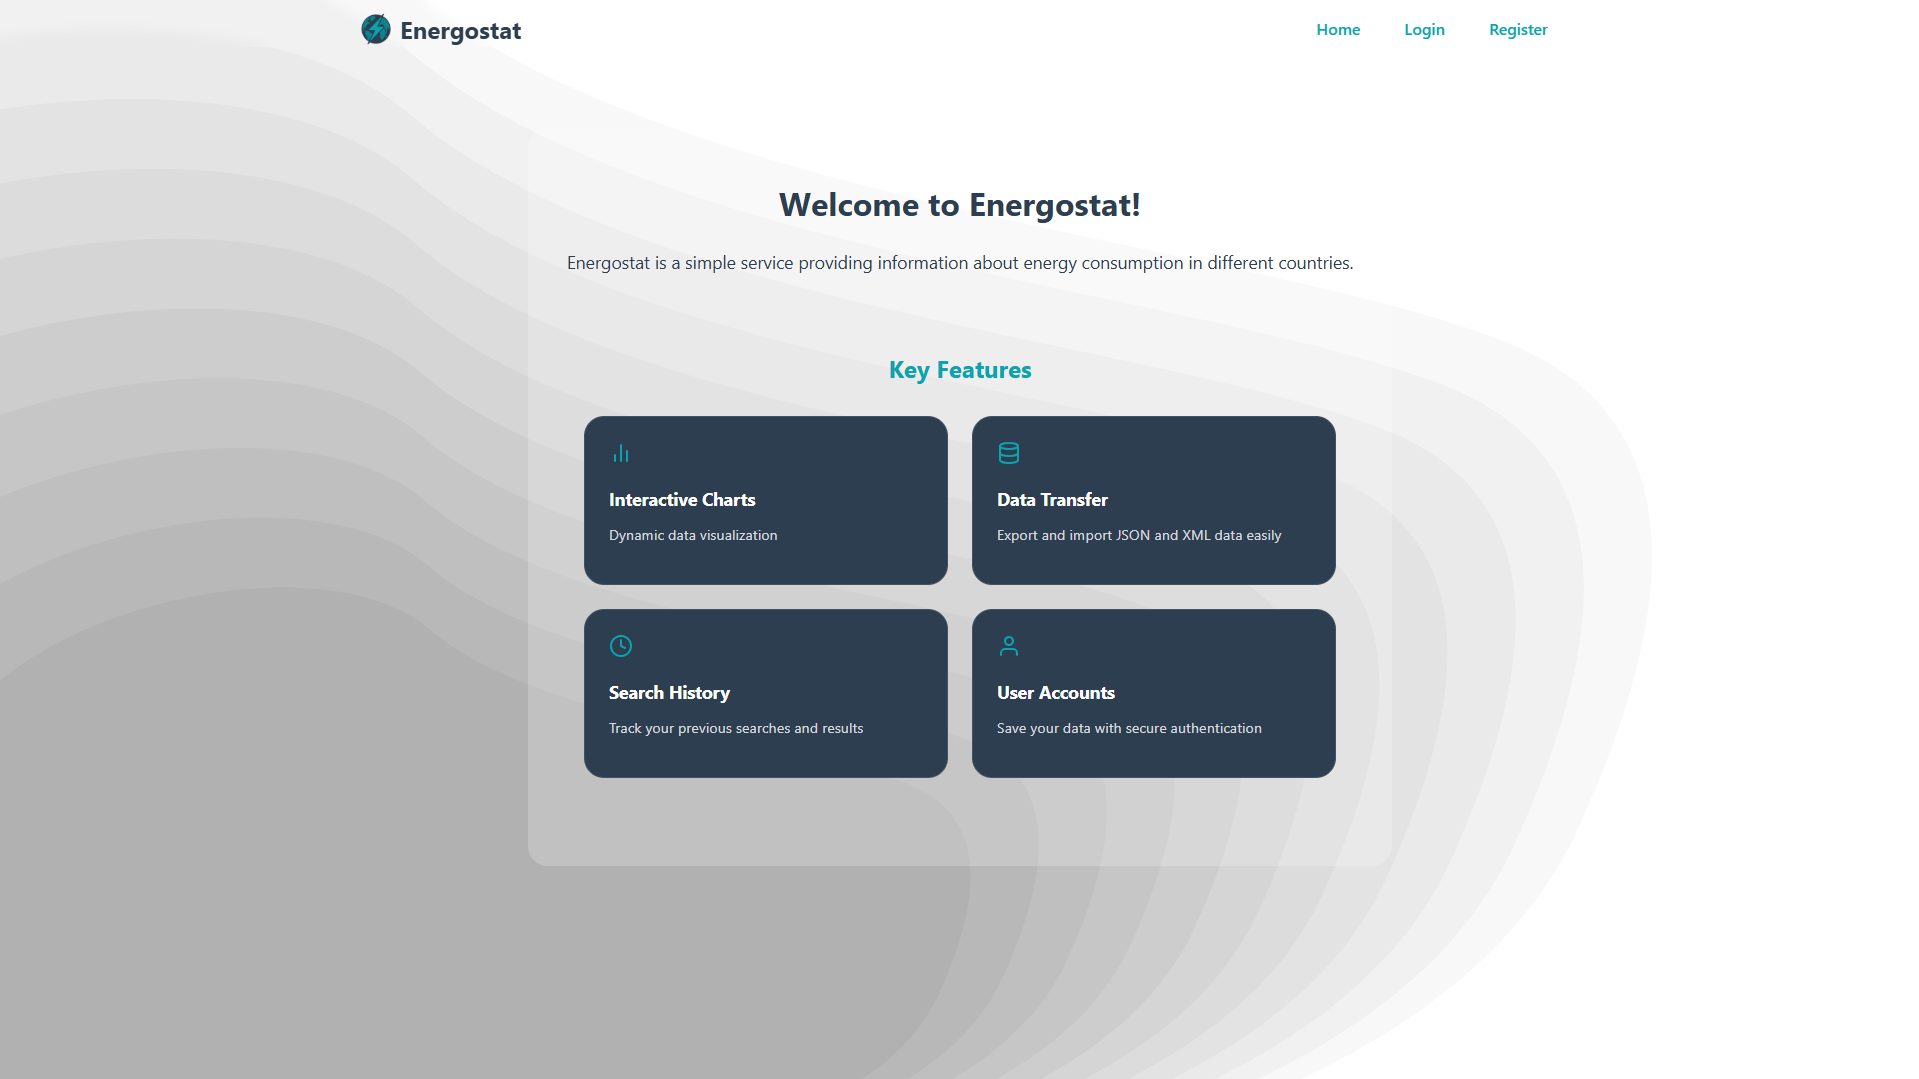 Energostat
Home
Login
Register
Welcome to Energostat!
Energostat is a simple service providing information about energy consumption in different countries.
Key Features
Interactive Charts
Dynamic data visualization
Data Transfer
Export and import JSON and XML data easily
Search History
Track your previous searches and results
User Accounts
Save your data with secure authentication